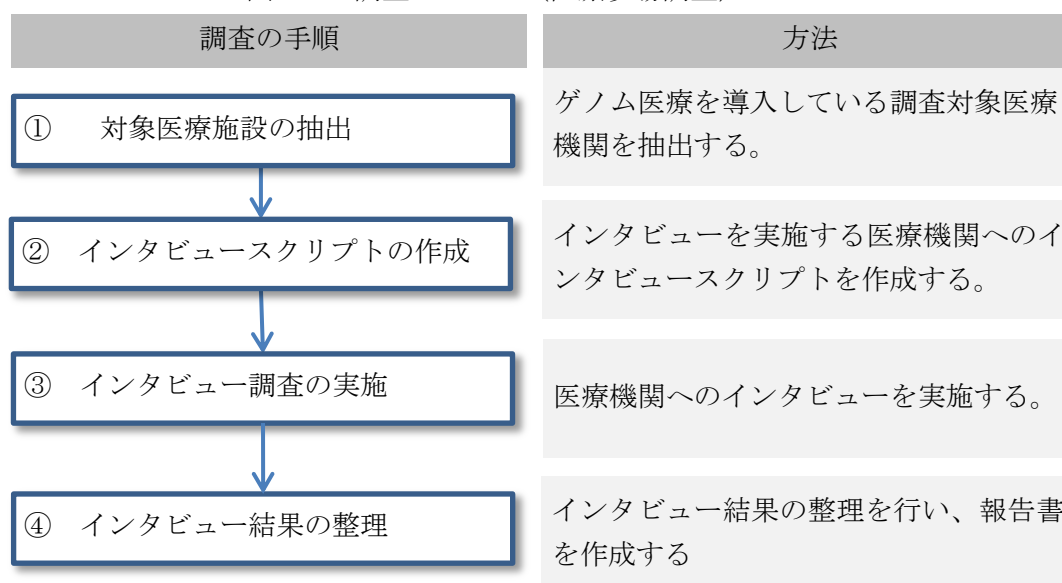 調査の手順
方法
① 対象医療施設の抽出
ゲノム医療を導入している調査対象医療
機関を抽出する。
② インタビュースクリプトの作成
インタビューを実施する医療機関へのイ
ンタビュースクリプトを作成する。
③ インタビュー調査の実施
医療機関へのインタビューを実施する。
④ インタビュー結果の整理
インタビュー結果の整理を行い、報告書
を作成する